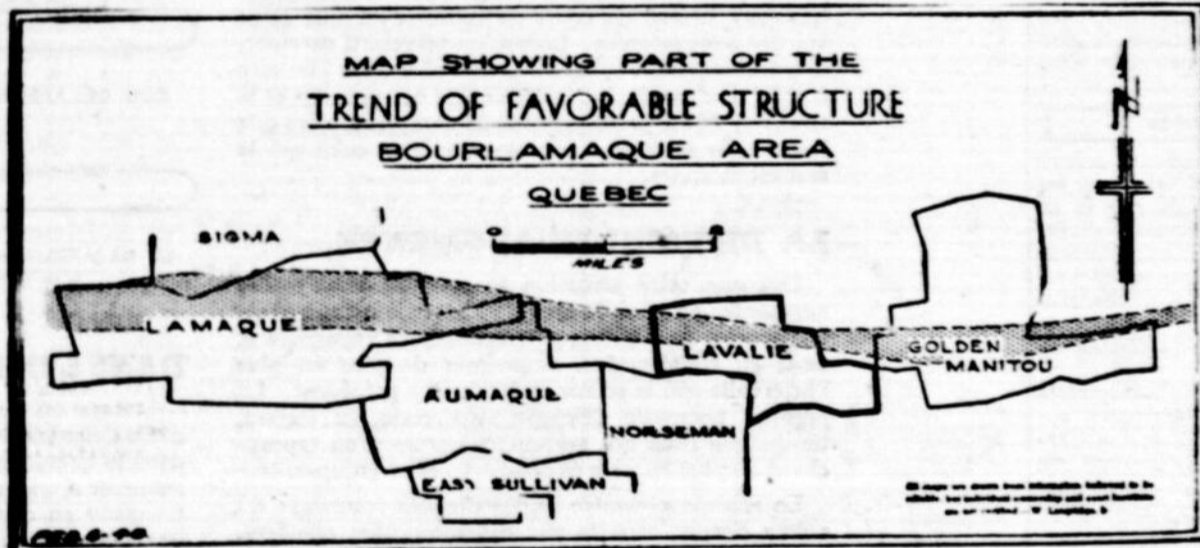 MAP SHOWING PART OF THE
TREND OF FAVORABLE STRUCTURE
BOURLAMAQUE AREA
QUEBEC
N
SIGMA
0
MILES
LAMAQUE
LAVALIE
GOLDEN
MANITOU
AUMAQUE
NORSEMAN
EAST SULLIVAN